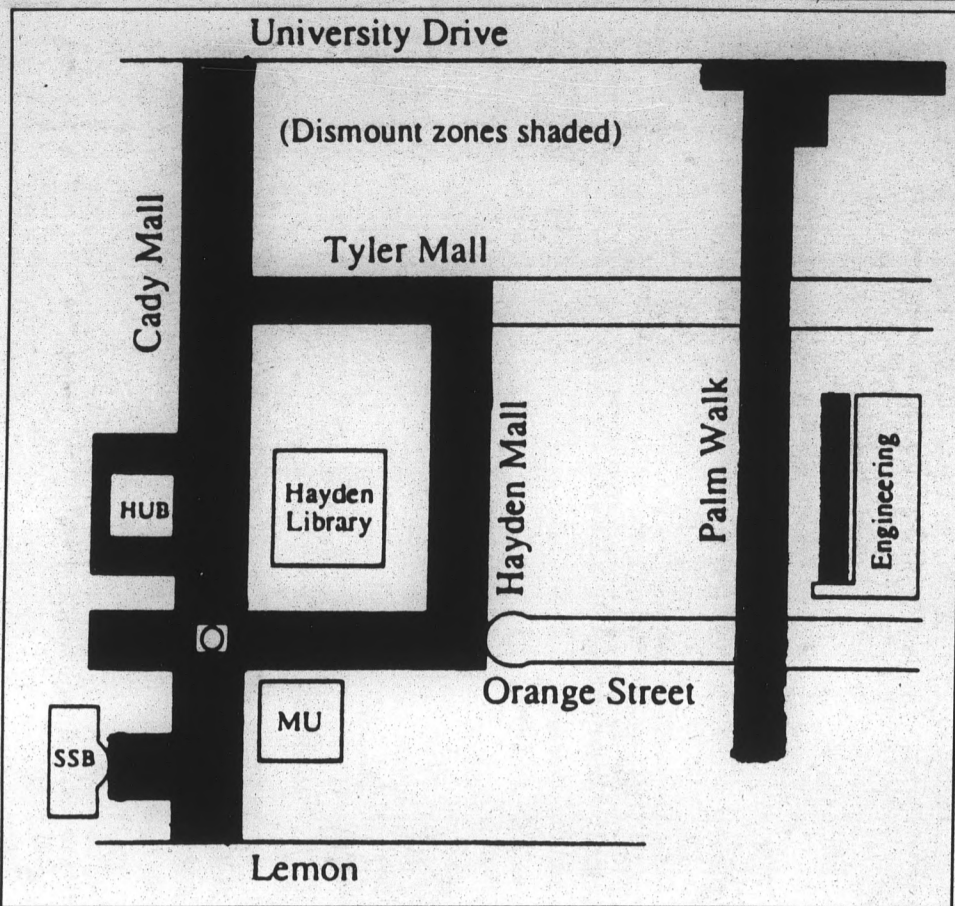 University Drive
(Dismount zones shaded)
Cady Mall
Tyler Mall
HUB
Hayden
Library
Hayden Mall
Palm Walk
Engineering
Orange Street
MU
SSB
Lemon